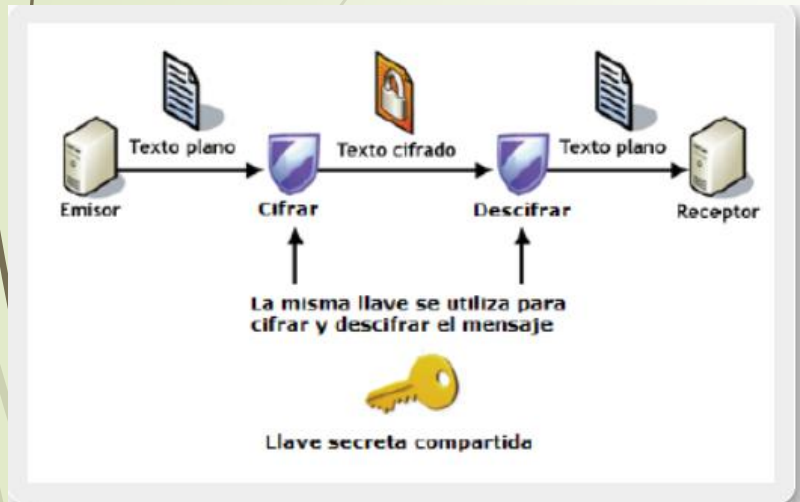 Texto plano
Texto cifrado
Texto plano
Emisor
Cifrar
Descifrar
Receptor
La misma llave se utiliza para
cifrar y descifrar el mensaje
Llave secreta compartida